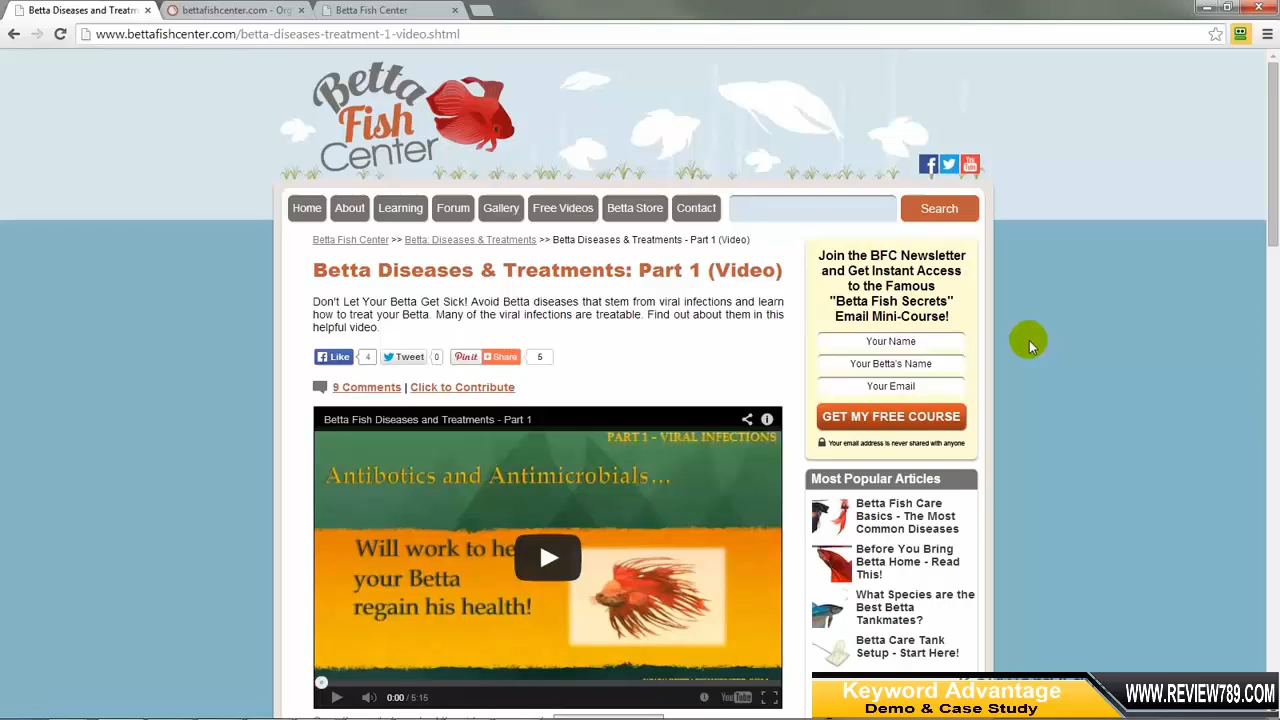 Betta Diseases and Treatm
bettafishcenter.com - Org
Betta Fish Center
www.bettafishcenter.com/betta-diseases-treatment-1-video.shtml
Betta
Fish
Center
Home
About
Learning
Forum
Gallery
Free Videos
Betta Store
Contact
Search
Betta Fish Center >> Betta: Diseases & Treatments >> Betta Diseases & Treatments - Part 1 (Video)
Betta Diseases & Treatments: Part 1 (Video)
Don't Let Your Betta Get Sick! Avoid Betta diseases that stem from viral infections and learn
how to treat your Betta. Many of the viral infections are treatable. Find out about them in this
helpful video.
Like 4 Tweet 0 Pin it Share 5
9 Comments | Click to Contribute
Betta Fish Diseases and Treatments - Part 1
PART 1 - VIRAL INFECTIONS
Antibotics and Antimicrobials...
Will work to he
your Betta
regain his health!
0:00 / 5:15
YouTube
Join the BFC Newsletter
and Get Instant Access
to the Famous
"Betta Fish Secrets"
Email Mini-Course!
Your Name
Your Betta's Name
Your Email
GET MY FREE COURSE
Your email address is never shared with anyone
Most Popular Articles
Betta Fish Care
Basics - The Most
Common Diseases
Before You Bring
Betta Home - Read
This!
What Species are the
Best Betta
Tankmates?
Betta Care Tank
Setup - Start Here!
Keyword Advantage
Demo & Case Study
WWW.REVIEW789.COM